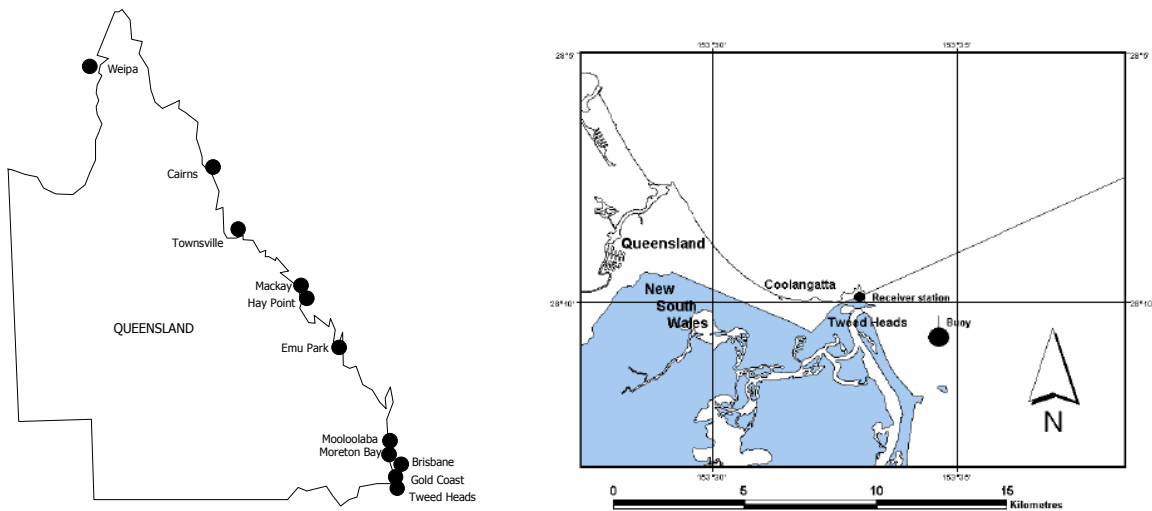 Weipa
Cairns
Townsville
Mackay
Hay Point
QUEENSLAND
Emu Park
Mooloolaba
Moreton Bay
Brisbane
Gold Coast
Tweed Heads
153°30'
153°35'
28°5'
28°5'
Queensland
Coolangatta
New
South
Wales
Receiver station
28°10'
28°10'
Tweed Heads
Buoy
N
153°30'
153°35'
0
5
10
15
Kilometres